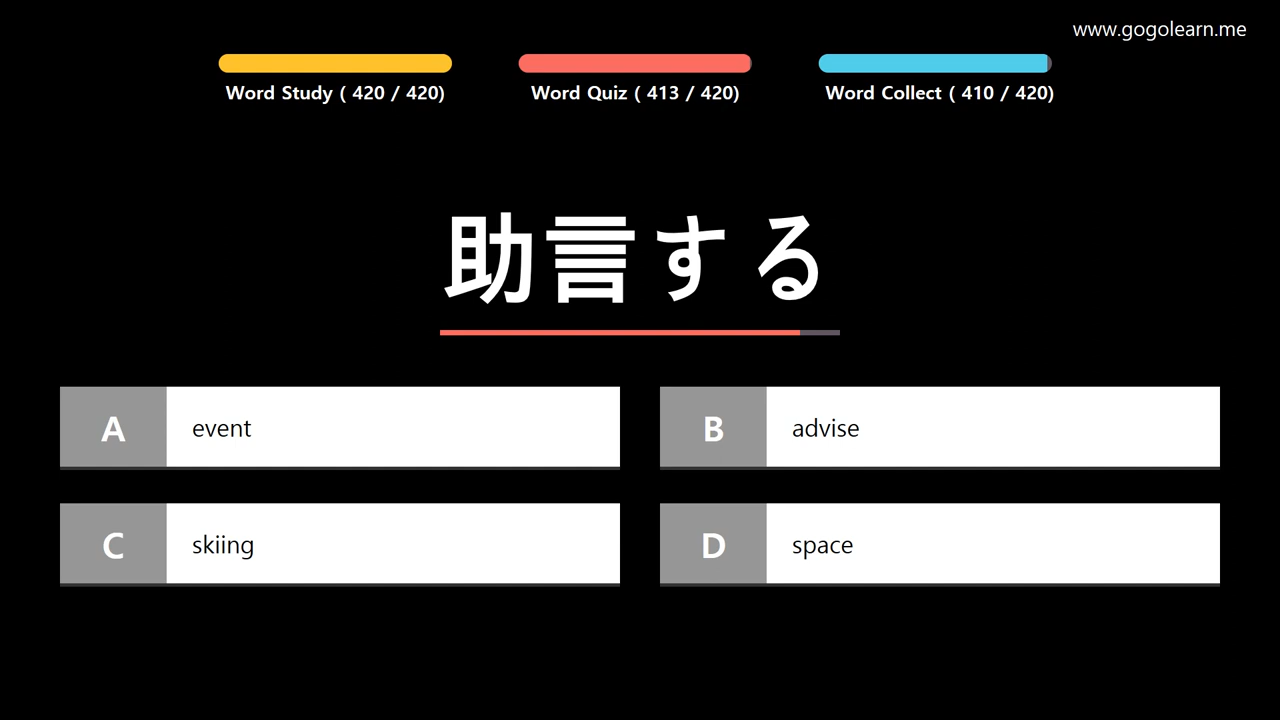 www.gogolearn.me
Word Study ( 420 / 420)
Word Quiz ( 413 / 420)
Word Collect ( 410 / 420)
助言する
A event
B advise
C skiing
D space